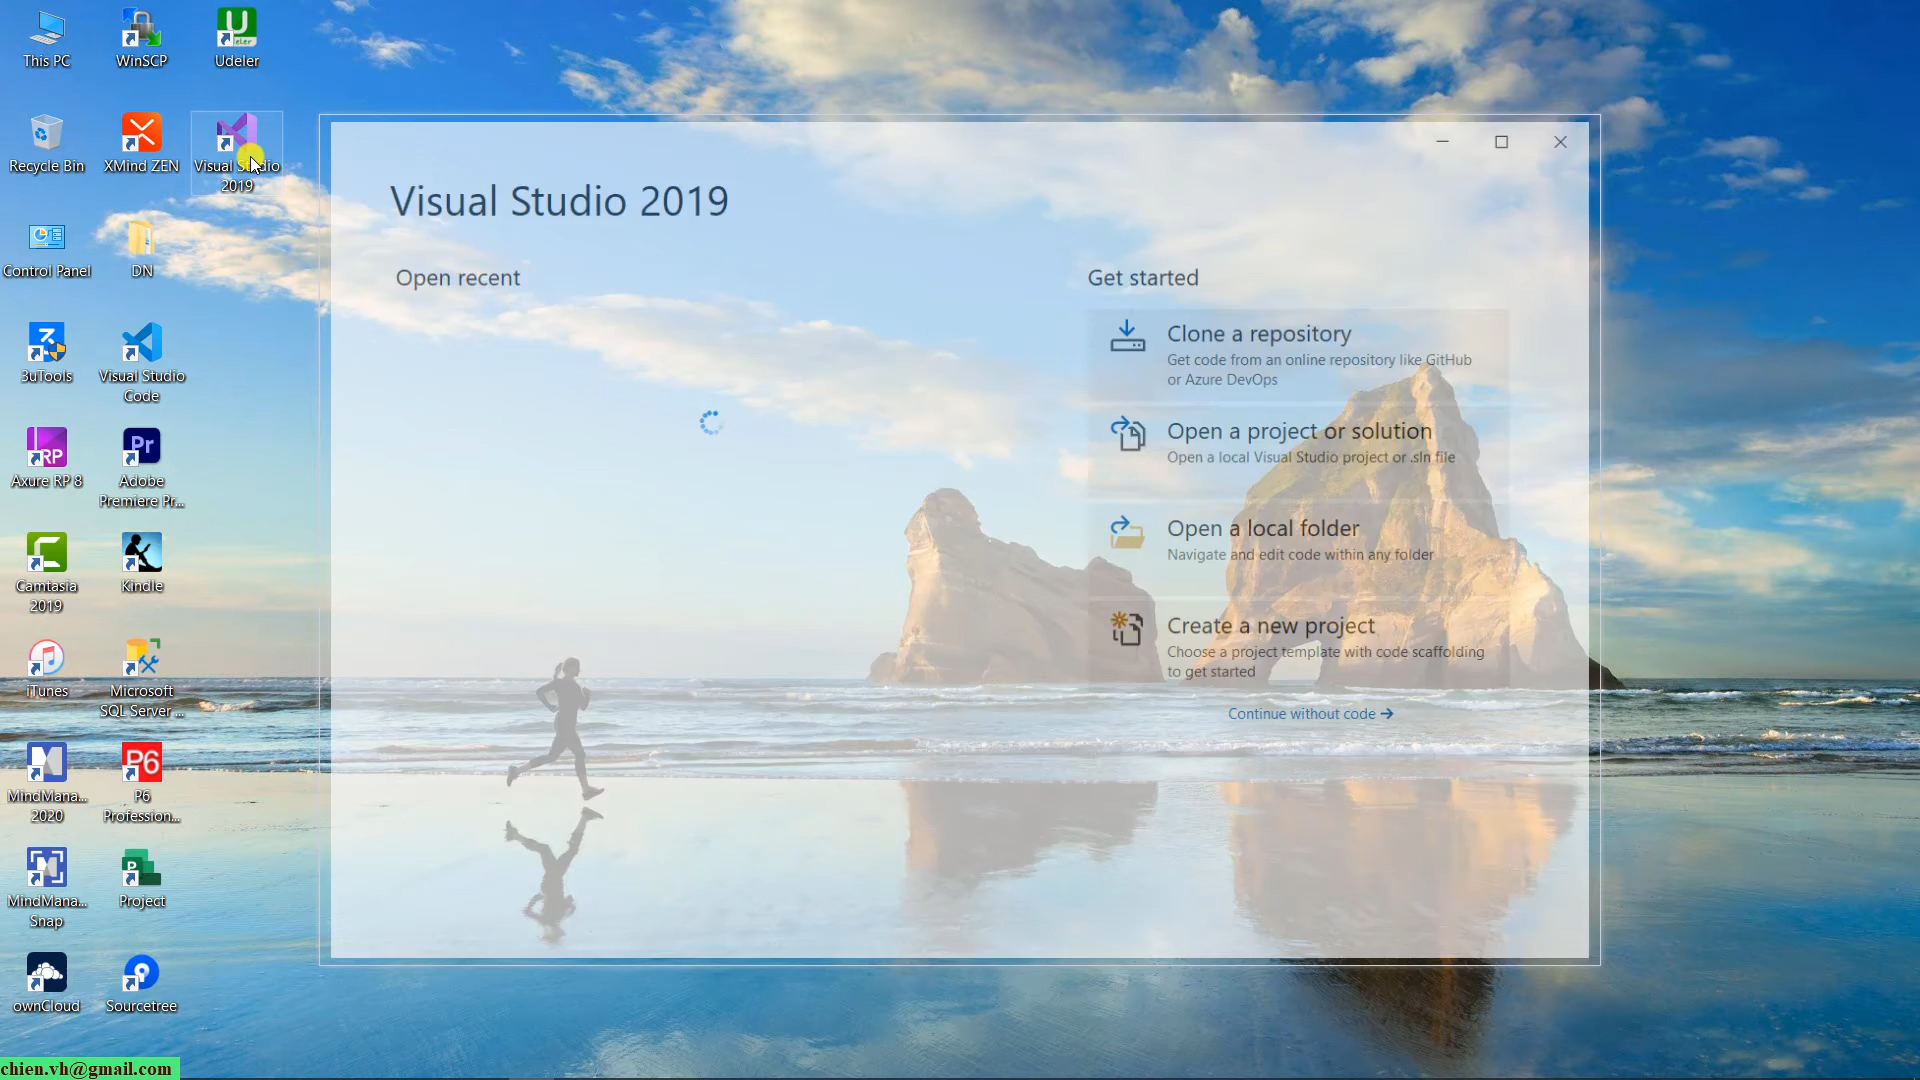 This PC
WinSCP
Udeler
Recycle Bin
XMind ZEN
Visual Studio
2019
Control Panel
DN
3uTools
Visual Studio
Code
Axure RP 8
Adobe
Premiere Pr...
Camtasia
2019
Kindle
iTunes
Microsoft
SQL Server ...
MindMana...
2020
P6
Profession...
MindMana...
Snap
Project
ownCloud
Sourcetree
Visual Studio 2019
Open recent
Get started
Clone a repository
Get code from an online repository like GitHub
or Azure DevOps
Open a project or solution
Open a local Visual Studio project or .sln file
Open a local folder
Navigate and edit code within any folder
Create a new project
Choose a project template with code scaffolding
to get started
Continue without code →
chien.vh@gmail.com